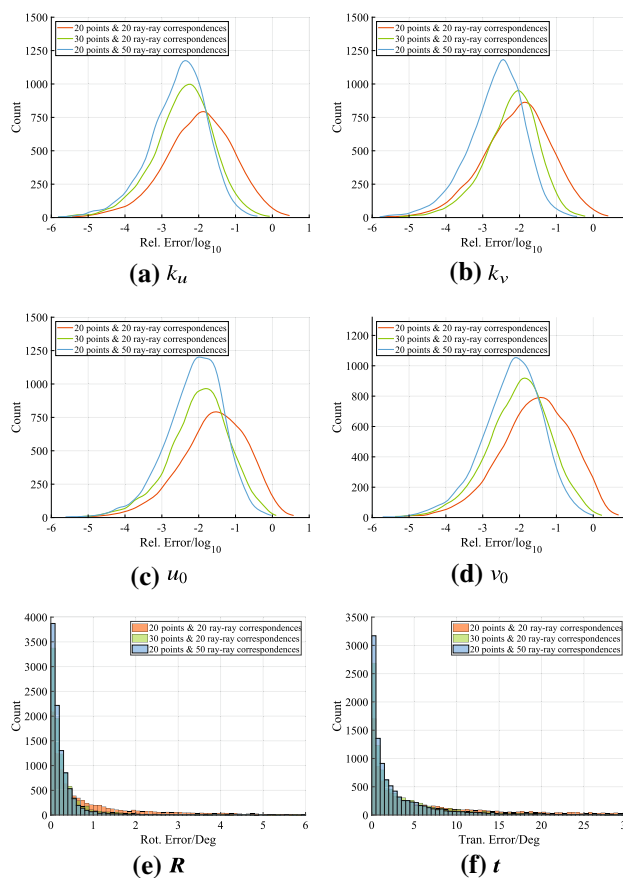 1500
1250
1000
750
500
250
0
Count
20 points & 20 ray-ray correspondences
30 points & 20 ray-ray correspondences
20 points & 50 ray-ray correspondences
-6 -5 -4 -3 -2 -1 0 1
Rel. Error/log10
(a) ku
1500
1250
1000
750
500
250
0
Count
20 points & 20 ray-ray correspondences
30 points & 20 ray-ray correspondences
20 points & 50 ray-ray correspondences
-6 -5 -4 -3 -2 -1 0
Rel. Error/log10
(b) kv
1500
1250
1000
750
500
250
0
Count
20 points & 20 ray-ray correspondences
30 points & 20 ray-ray correspondences
20 points & 50 ray-ray correspondences
-6 -5 -4 -3 -2 -1 0 1
Rel. Error/log10
(c) u0
1200
1000
800
600
400
200
0
Count
20 points & 20 ray-ray correspondences
30 points & 20 ray-ray correspondences
20 points & 50 ray-ray correspondences
-6 -5 -4 -3 -2 -1 0
Rel. Error/log10
(d) v0
4000
3500
3000
2500
2000
1500
1000
500
0
Count
20 points & 20 ray-ray correspondences
30 points & 20 ray-ray correspondences
20 points & 50 ray-ray correspondences
0 1 2 3 4 5 6
Rot. Error/Deg
(e) R
3500
3000
2500
2000
1500
1000
500
0
Count
20 points & 20 ray-ray correspondences
30 points & 20 ray-ray correspondences
20 points & 50 ray-ray correspondences
0 5 10 15 20 25
Tran. Error/Deg
(f) t